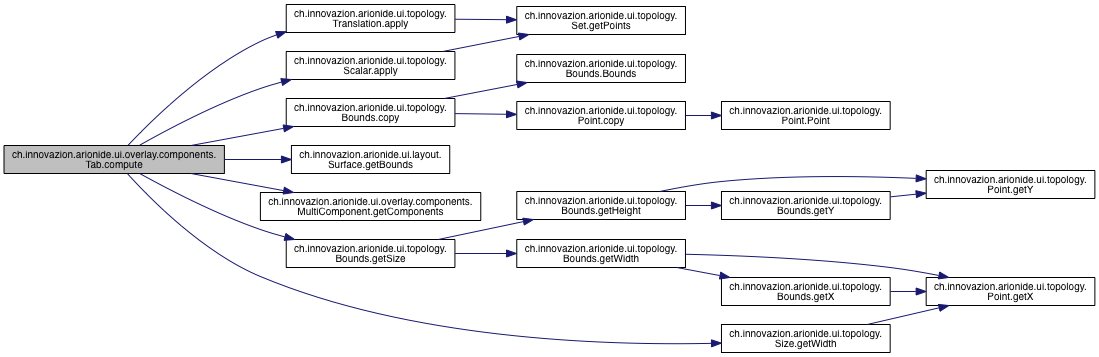 ch.innovazion.arionide.ui.topology.
Translation.apply
ch.innovazion.arionide.ui.topology.
Set.getPoints
ch.innovazion.arionide.ui.topology.
Scalar.apply
ch.innovazion.arionide.ui.topology.
Bounds.Bounds
ch.innovazion.arionide.ui.topology.
Bounds.copy
ch.innovazion.arionide.ui.topology.
Point.copy
ch.innovazion.arionide.ui.topology.
Point.Point
ch.innovazion.arionide.ui.overlay.components.
Tab.compute
ch.innovazion.arionide.ui.layout.
Surface.getBounds
ch.innovazion.arionide.ui.overlay.components.
MultiComponent.getComponents
ch.innovazion.arionide.ui.topology.
Bounds.getHeight
ch.innovazion.arionide.ui.topology.
Bounds.getY
ch.innovazion.arionide.ui.topology.
Point.getY
ch.innovazion.arionide.ui.topology.
Bounds.getSize
ch.innovazion.arionide.ui.topology.
Bounds.getWidth
ch.innovazion.arionide.ui.topology.
Bounds.getX
ch.innovazion.arionide.ui.topology.
Point.getX
ch.innovazion.arionide.ui.topology.
Size.getWidth